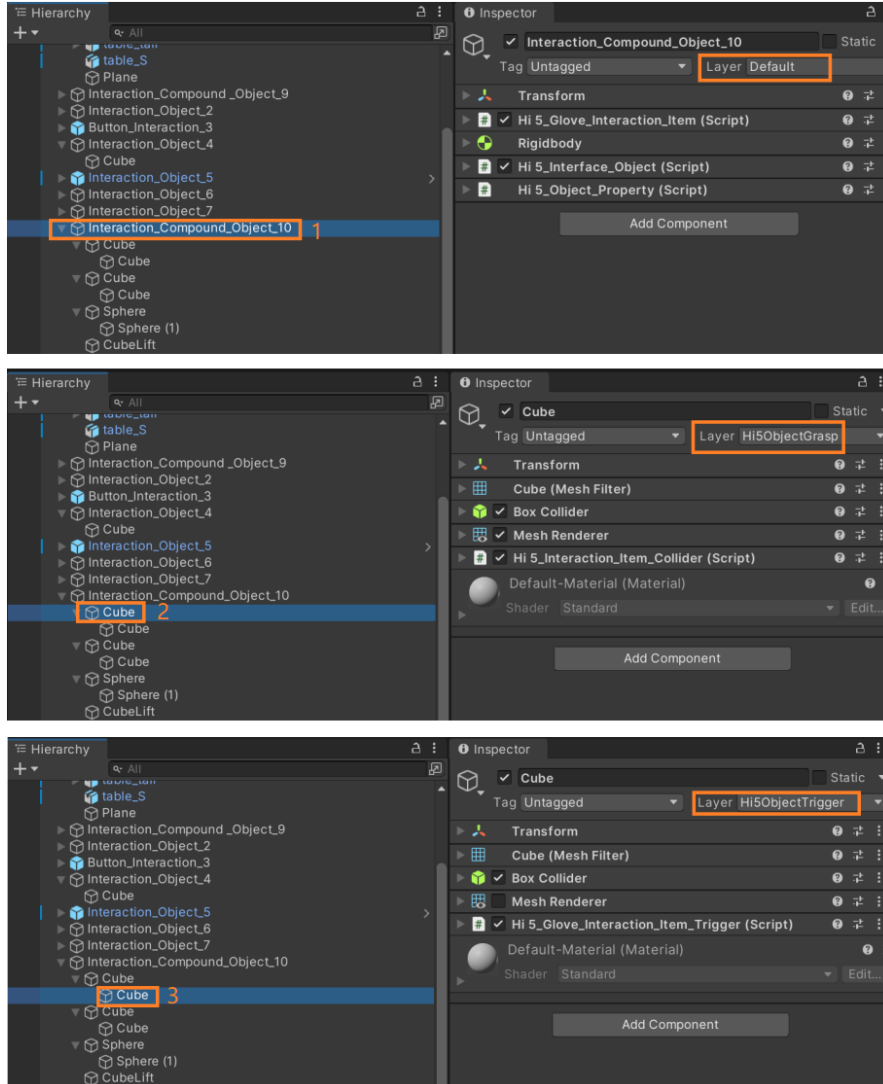 Hierarchy
All
table_tall
table_S
Plane
Interaction_Compound _Object_9
Interaction_Object_2
Button_Interaction_3
Interaction_Object_4
Cube
Interaction_Object_5
Interaction_Object_6
Interaction_Object_7
Interaction_Compound_Object_10 1
Cube
Cube
Cube
Cube
Sphere
Sphere (1)
CubeLift
Inspector
Interaction_Compound_Object_10 Static
Tag Untagged Layer Default
Transform
Hi 5_Glove_Interaction_Item (Script)
Rigidbody
Hi 5_Interface_Object (Script)
Hi 5_Object_Property (Script)
Add Component
Hierarchy
All
table_tall
table_S
Plane
Interaction_Compound _Object_9
Interaction_Object_2
Button_Interaction_3
Interaction_Object_4
Cube
Interaction_Object_5
Interaction_Object_6
Interaction_Object_7
Interaction_Compound_Object_10
Cube 2
Cube
Cube
Cube
Sphere
Sphere (1)
CubeLift
Inspector
Cube Static
Tag Untagged Layer Hi5ObjectGrasp
Transform
Cube (Mesh Filter)
Box Collider
Mesh Renderer
Hi 5_Interaction_Item_Collider (Script)
Default-Material (Material)
Shader Standard Edit...
Add Component
Hierarchy
All
table_tall
table_S
Plane
Interaction_Compound _Object_9
Interaction_Object_2
Button_Interaction_3
Interaction_Object_4
Cube
Interaction_Object_5
Interaction_Object_6
Interaction_Object_7
Interaction_Compound_Object_10
Cube
Cube 3
Cube
Cube
Sphere
Sphere (1)
CubeLift
Inspector
Cube Static
Tag Untagged Layer Hi5ObjectTrigger
Transform
Cube (Mesh Filter)
Box Collider
Mesh Renderer
Hi 5_Glove_Interaction_Item_Trigger (Script)
Default-Material (Material)
Shader Standard Edit...
Add Component